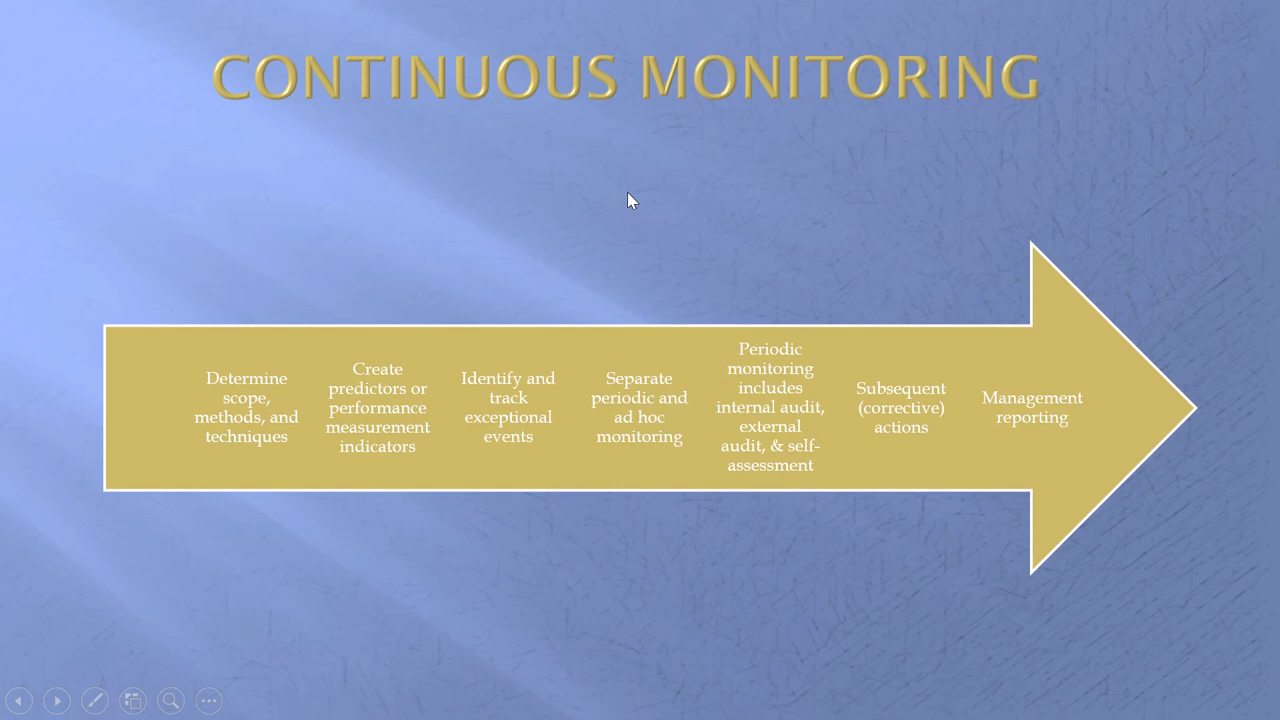 CONTINUOUS MONITORING
Determine
scope,
methods, and
techniques
Create
predictors or
performance
measurement
indicators
Identify and
track
exceptional
events
Separate
periodic and
ad hoc
monitoring
Periodic
monitoring
includes
internal audit,
external
audit, & self-
assessment
Subsequent
(corrective)
actions
Management
reporting